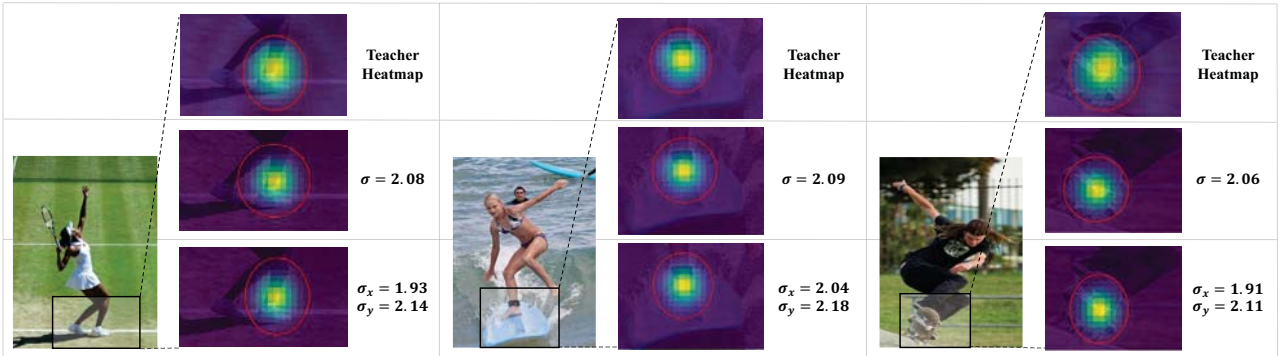 Teacher
Heatmap
σ = 2.08
σx = 1.93
σy = 2.14
Teacher
Heatmap
σ = 2.09
σx = 2.04
σy = 2.18
Teacher
Heatmap
σ = 2.06
σx = 1.91
σy = 2.11